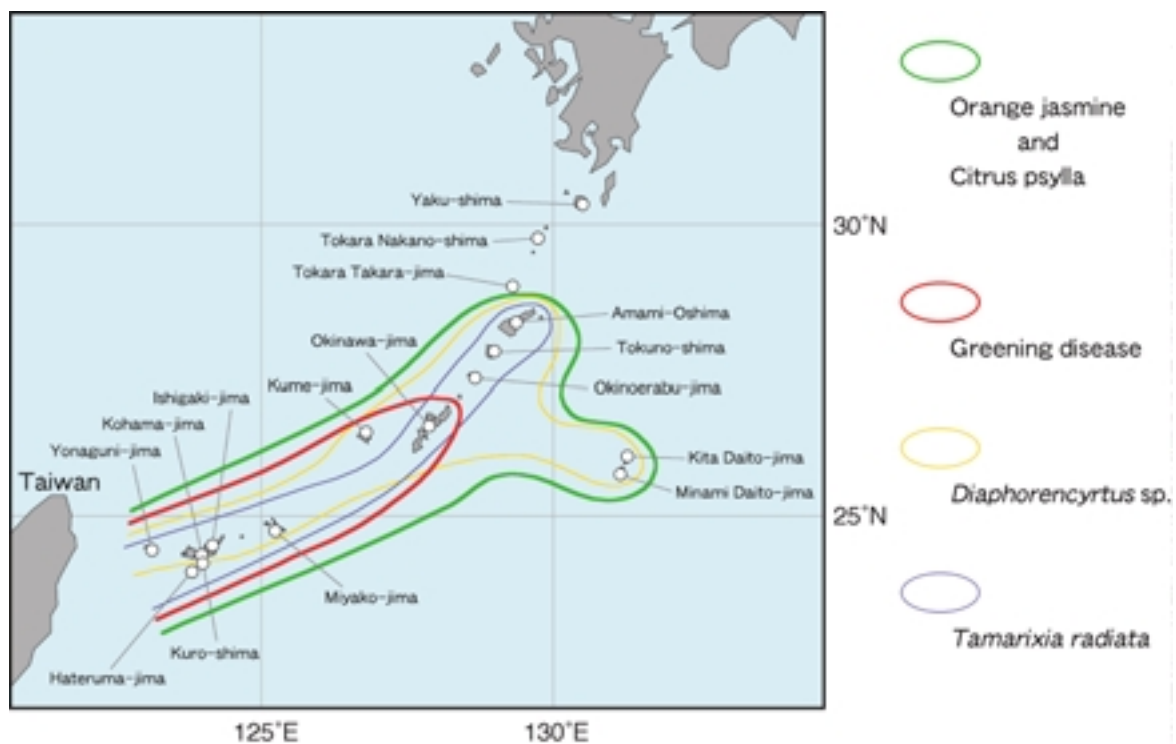 Yaku-shima
30°N
Tokara Nakano-shima
Tokara Takara-jima
Amami-Oshima
Okinawa-jima
Tokuno-shima
Kume-jima
Okinoerabu-jima
Ishigaki-jima
Kohama-jima
Yonaguni-jima
Kita Daito-jima
Taiwan
Minami Daito-jima
25°N
Miyako-jima
Kuro-shima
Hateruma-jima
125°E
130°E
Orange jasmine
and
Citrus psylla
Greening disease
Diaphorencyrtus sp.
Tamarixia radiata